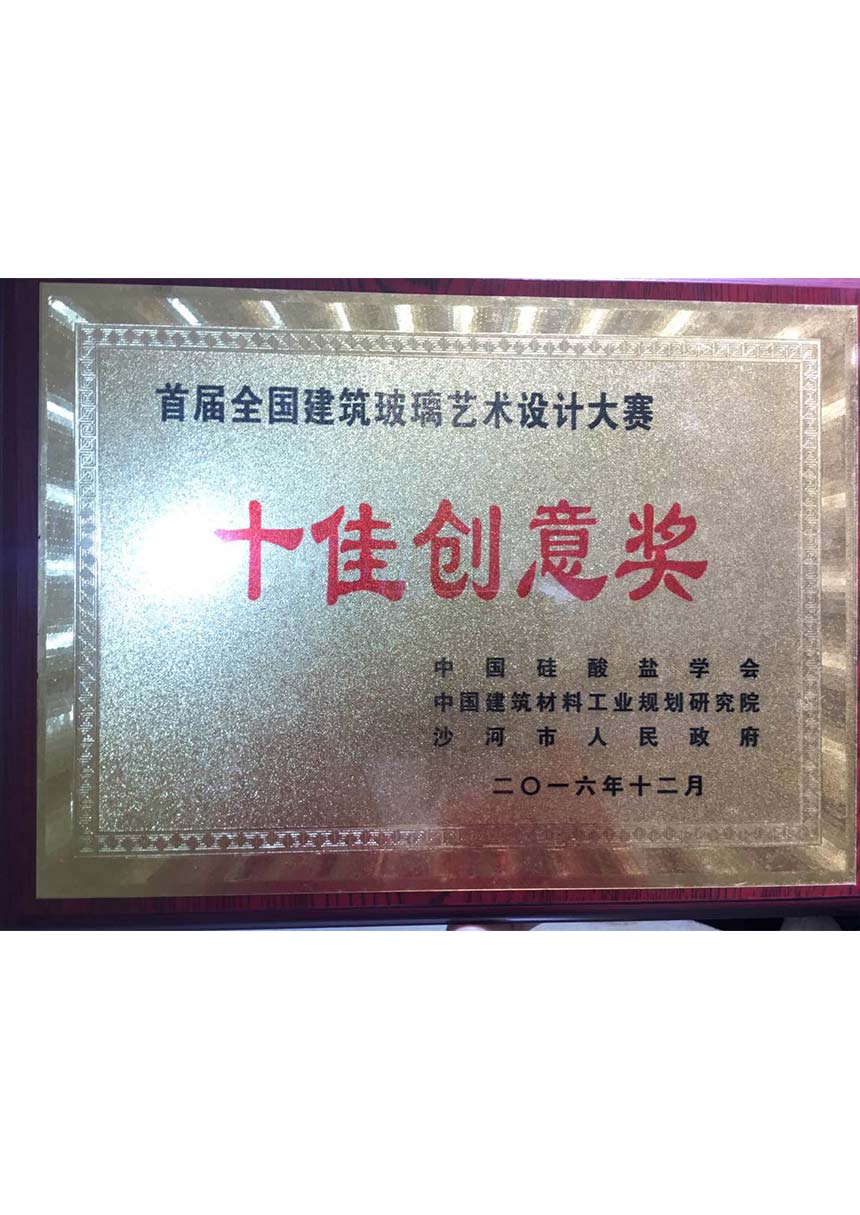 首届全国建筑玻璃艺术设计大赛
十佳创意奖
中国硅酸盐学会
中国建筑材料工业规划研究院
沙河市人民政府
二〇一六年十二月